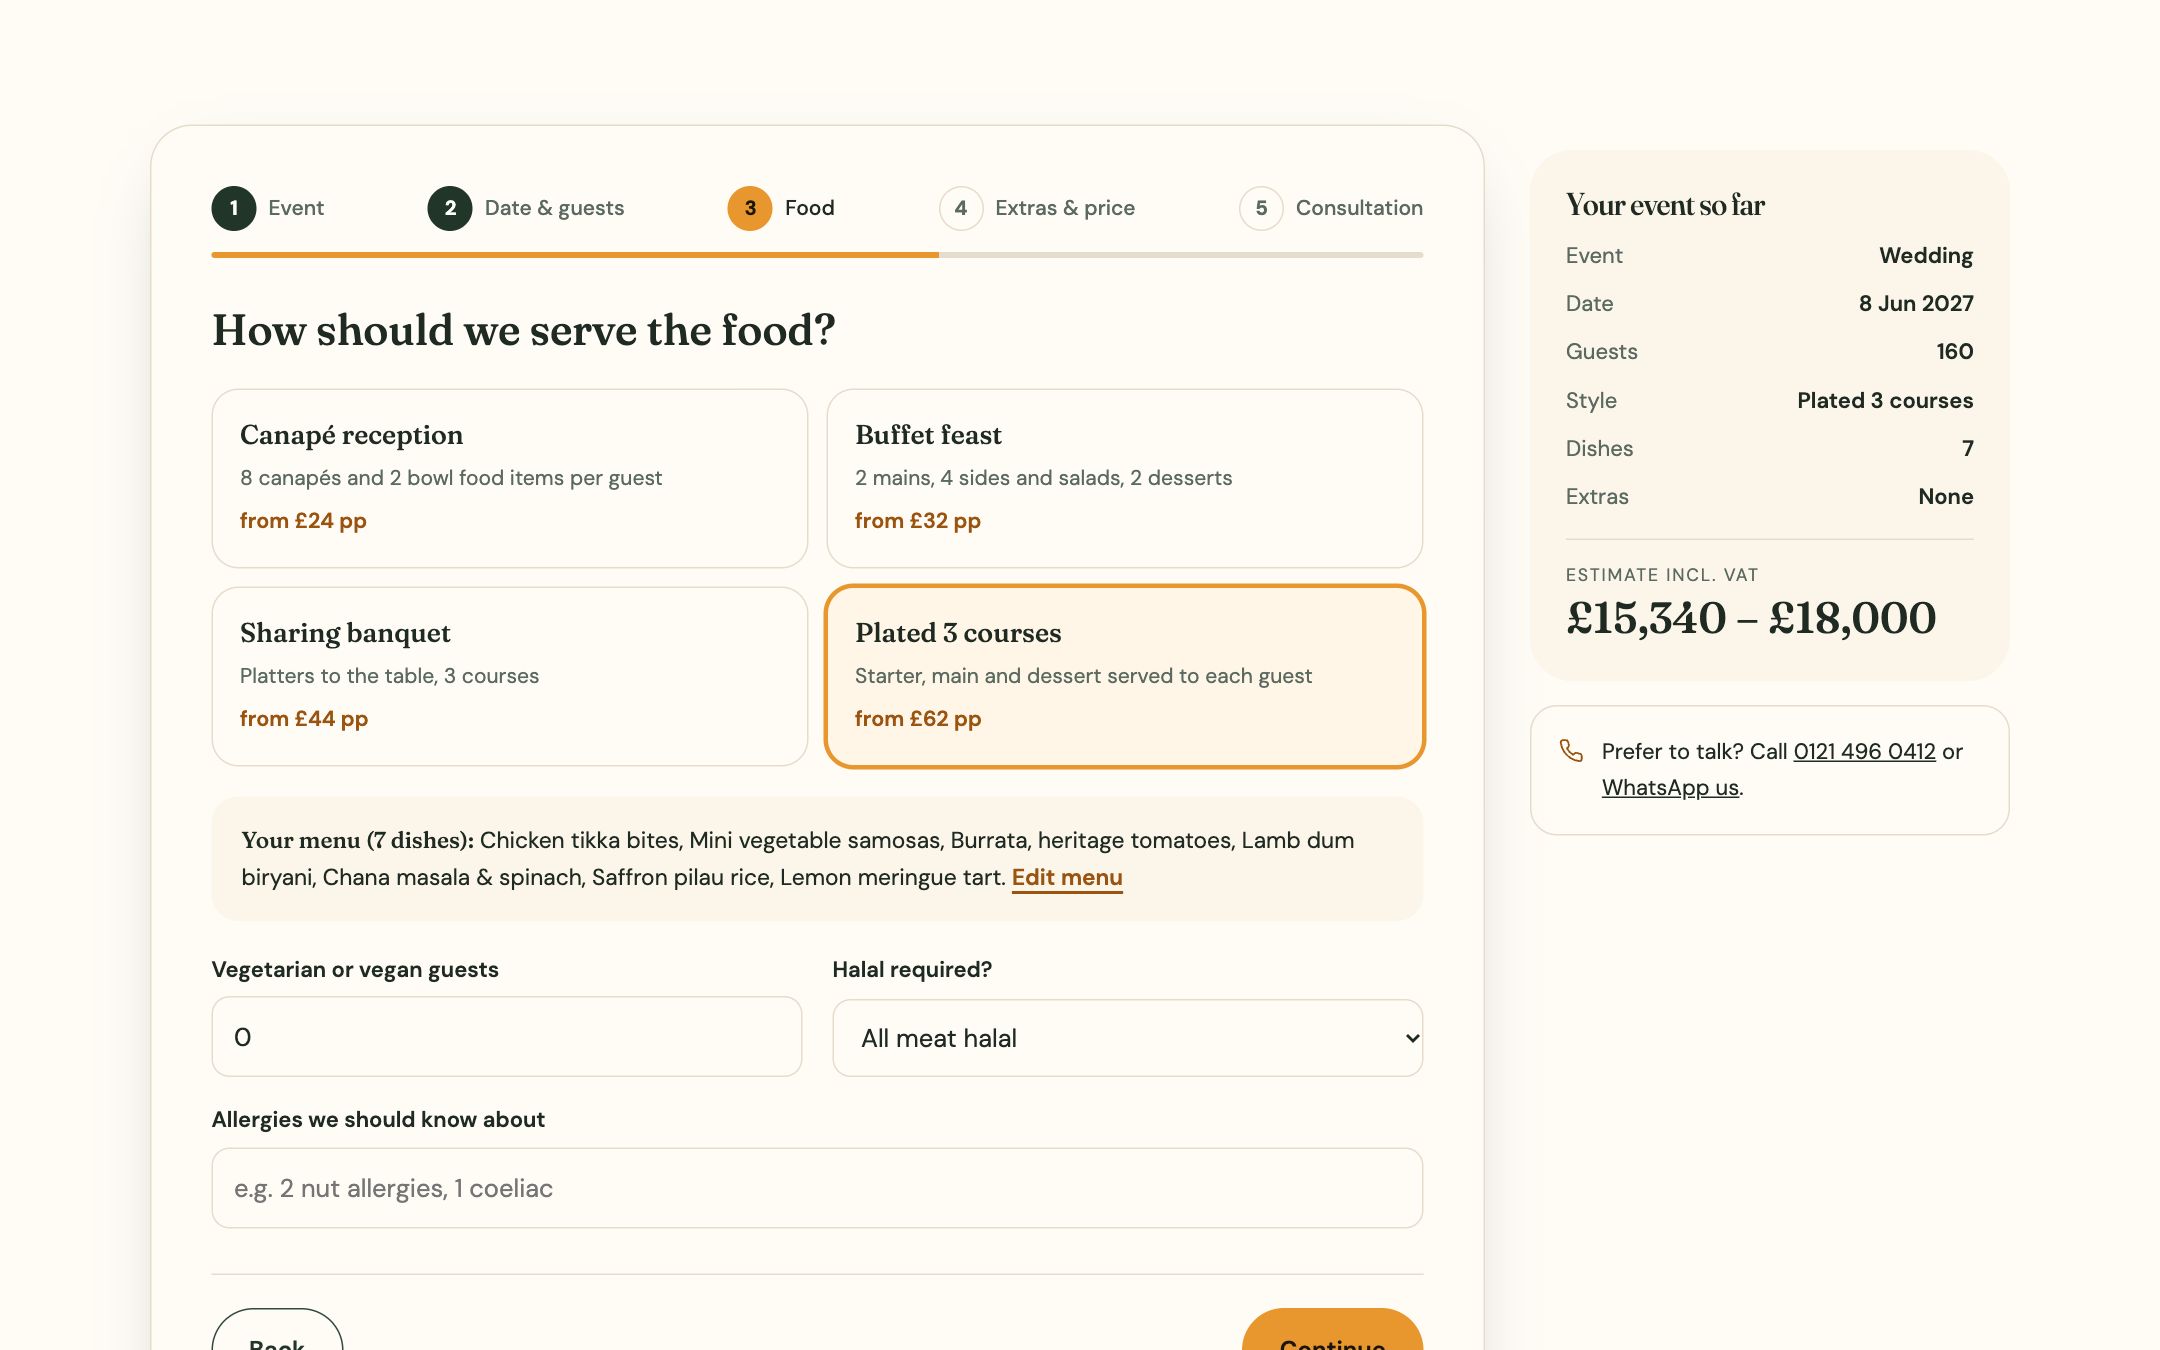 1 Event 2 Date & guests 3 Food 4 Extras & price 5 Consultation
How should we serve the food?
Canapé reception
8 canapés and 2 bowl food items per guest
from £24 pp
Buffet feast
2 mains, 4 sides and salads, 2 desserts
from £32 pp
Sharing banquet
Platters to the table, 3 courses
from £44 pp
Plated 3 courses
Starter, main and dessert served to each guest
from £62 pp
Your menu (7 dishes): Chicken tikka bites, Mini vegetable samosas, Burrata, heritage tomatoes, Lamb dum
biryani, Chana masala & spinach, Saffron pilau rice, Lemon meringue tart. Edit menu
Vegetarian or vegan guests
0
Halal required?
All meat halal
Allergies we should know about
e.g. 2 nut allergies, 1 coeliac
Back
Continue
Your event so far
Event Wedding
Date 8 Jun 2027
Guests 160
Style Plated 3 courses
Dishes 7
Extras None
ESTIMATE INCL. VAT
£15,340 – £18,000
Prefer to talk? Call 0121 496 0412 or
WhatsApp us.